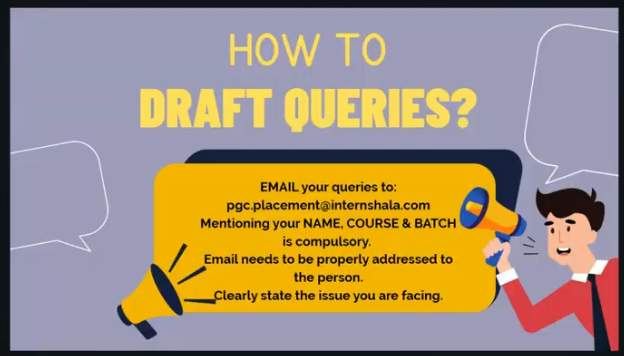 HOW TO
DRAFT QUERIES?
EMAIL your queries to:
pgc.placement@internshala.com
Mentioning your NAME, COURSE & BATCH
is compulsory.
Email needs to be properly addressed to
the person.
Clearly state the issue you are facing.